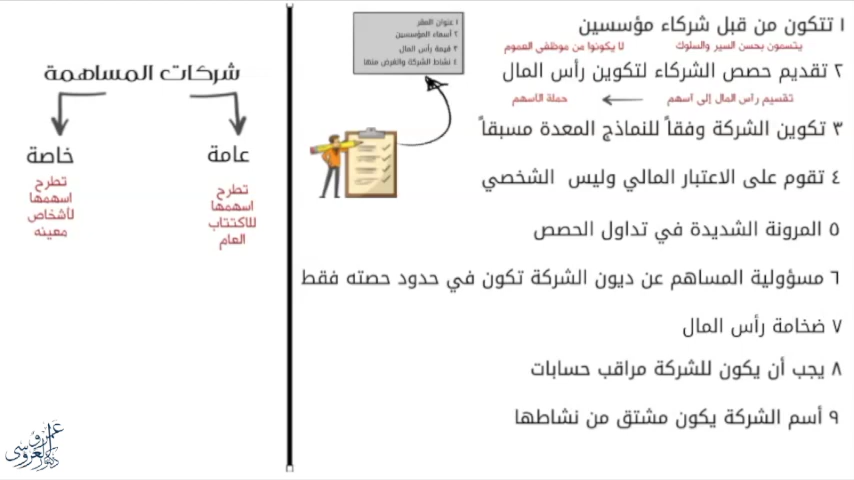 ١ تتكون من قبل شركاء مؤسسين
يتسمون بحسن السير والسلوك
لا يكونوا من موظفي العموم
٢ تقديم حصص الشركاء لتكوين رأس المال
تقسيم رأس المال إلى أسهم
حملة الأسهم
٣ تكوين الشركة وفقاً للنماذج المعدة مسبقاً
٤ تقوم على الاعتبار المالي وليس الشخصي
٥ المرونة الشديدة في تداول الحصص
٦ مسؤولية المساهم عن ديون الشركة تكون في حدود حصته فقط
٧ ضخامة رأس المال
٨ يجب أن يكون للشركة مراقب حسابات
٩ أسم الشركة يكون مشتق من نشاطها
١ عنوان المقر
٢ أسماء المؤسسين
٣ قيمة رأس المال
٤ نشاط الشركة والغرض منها
شركات المساهمة
عامة
تطرح
اسهمها
للاكتتاب
العام
خاصة
تطرح
اسهمها
لأشخاص
معينه